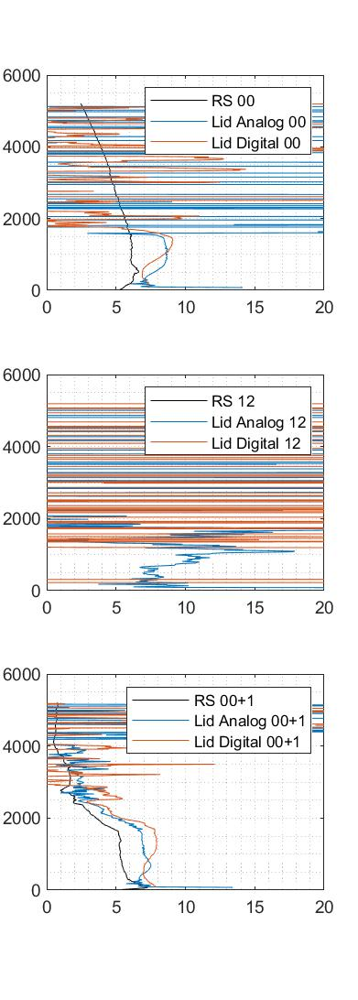 6000
RS 00
Lid Analog 00
Lid Digital 00
4000
2000
0
0 5 10 15 20
6000
RS 12
Lid Analog 12
Lid Digital 12
4000
2000
0
0 5 10 15 20
6000
RS 00+1
Lid Analog 00+1
Lid Digital 00+1
4000
2000
0
0 5 10 15 20